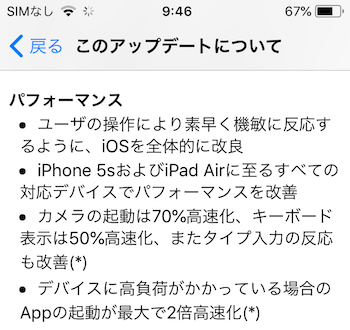 SIMなし 9:46 67%
戻る このアップデートについて
パフォーマンス
• ユーザの操作により素早く機敏に反応す
るように、iOSを全体的に改良
• iPhone 5sおよびiPad Airに至るすべての
対応デバイスでパフォーマンスを改善
• カメラの起動は70%高速化、キーボード
表示は50%高速化、またタイプ入力の反応
も改善(*)
• デバイスに高負荷がかかっている場合の
Appの起動が最大で2倍高速化(*)